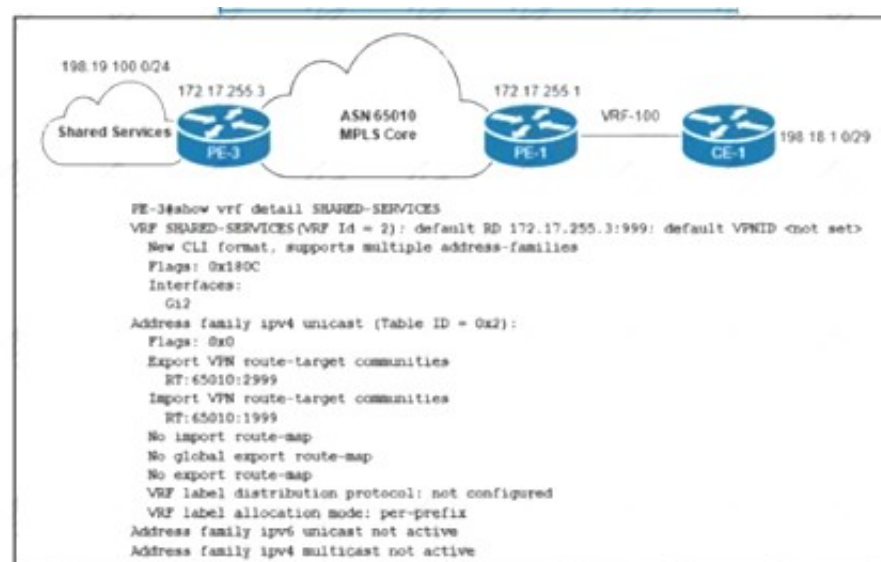 198.19.100.0/24
172.17.255.3
172.17.255.1
Shared Services
PE-3
ASN 65010
MPLS Core
PE-1
VRF-100
CE-1
198.18.1.0/29
PE-3#show vrf detail SHARED-SERVICES
VRF SHARED-SERVICES(VRF Id = 2); default RD 172.17.255.3:999; default VPNID <not set>
New CLI format, supports multiple address-families
Flags: 0x180C
Interfaces:
Gi2
Address family ipv4 unicast (Table ID = 0x2):
Flags: 0x0
Export VPN route-target communities
RT:65010:2999
Import VPN route-target communities
RT:65010:1999
No import route-map
No global export route-map
No export route-map
VRF label distribution protocol: not configured
VRF label allocation mode: per-prefix
Address family ipv6 unicast not active
Address family ipv4 multicast not active